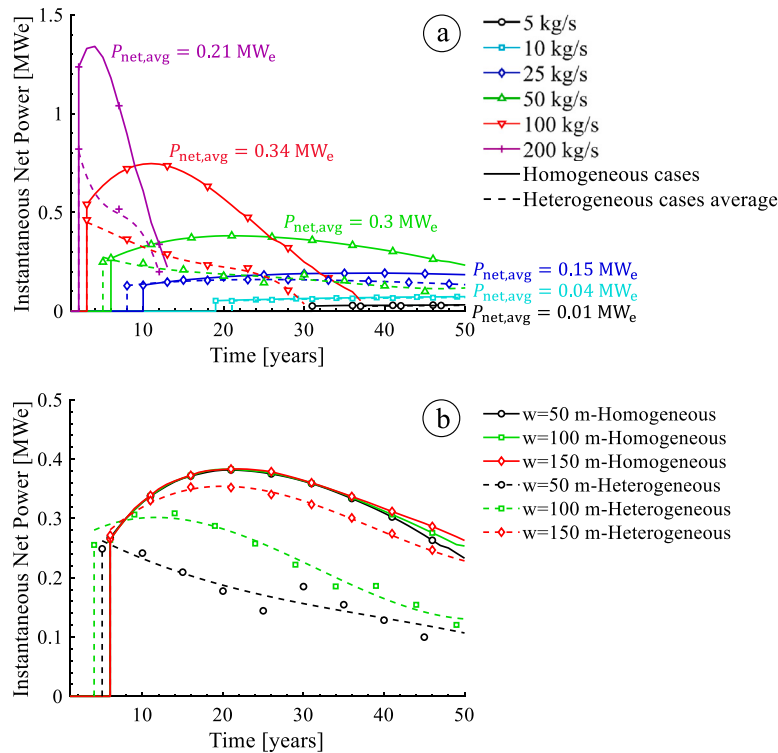 Instantaneous Net Power [MWe]
1.5
1
0.5
0
10
20
30
40
50
Time [years]
a
P_net,avg = 0.21 MW_e
P_net,avg = 0.34 MW_e
P_net,avg = 0.3 MW_e
P_net,avg = 0.15 MW_e
P_net,avg = 0.04 MW_e
P_net,avg = 0.01 MW_e
5 kg/s
10 kg/s
25 kg/s
50 kg/s
100 kg/s
200 kg/s
Homogeneous cases
Heterogeneous cases average
Instantaneous Net Power [MWe]
0.5
0.4
0.3
0.2
0.1
0
10
20
30
40
50
Time [years]
b
w=50 m-Homogeneous
w=100 m-Homogeneous
w=150 m-Homogeneous
w=50 m-Heterogeneous
w=100 m-Heterogeneous
w=150 m-Heterogeneous